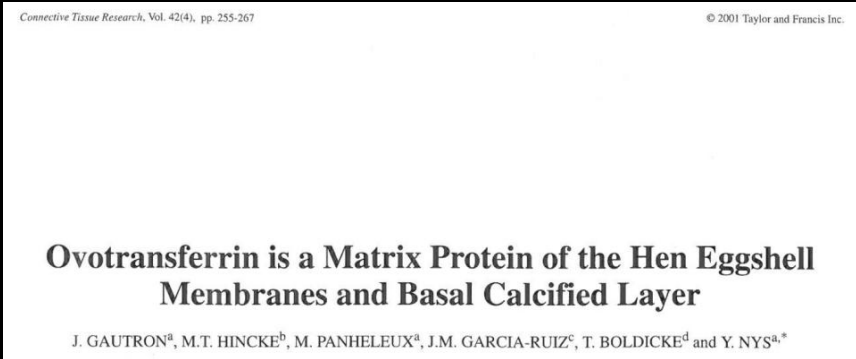 Connective Tissue Research, Vol. 42(4), pp. 255-267
© 2001 Taylor and Francis Inc.
Ovotransferrin is a Matrix Protein of the Hen Eggshell
Membranes and Basal Calcified Layer
J. GAUTRONᵃ, M.T. HINCKEᵇ, M. PANHELEUXᵃ, J.M. GARCIA-RUIZᶜ, T. BOLDICKEᵈ and Y. NYSᵃ,*